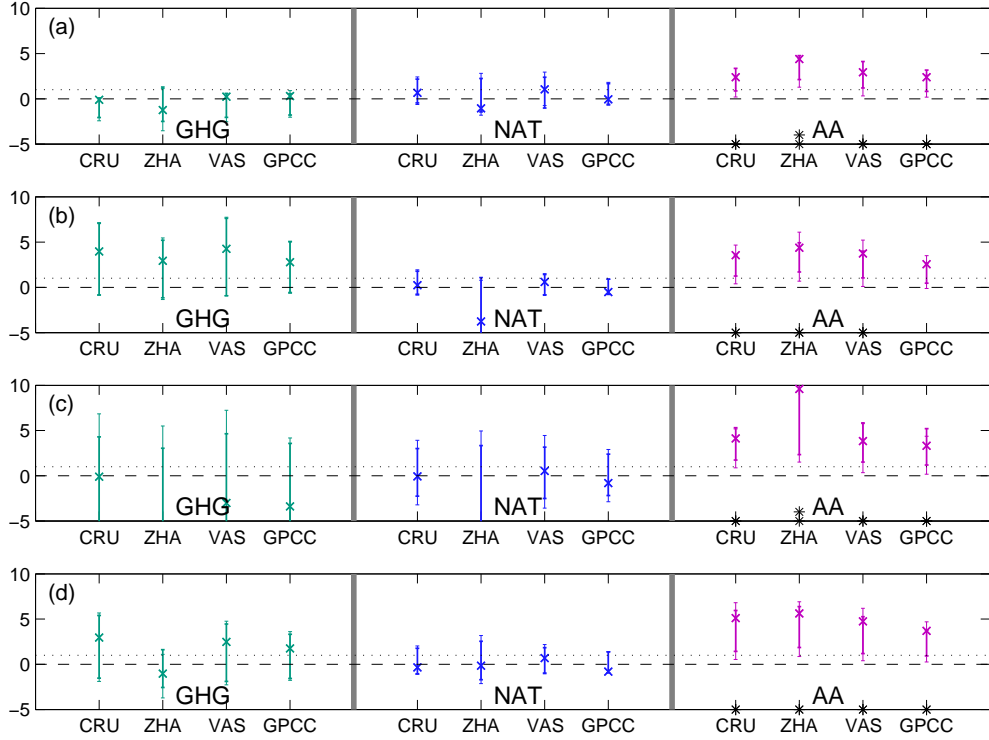 10
(a)
5
0
GHG
NAT
AA
−5
CRU ZHA VAS GPCC CRU ZHA VAS GPCC CRU ZHA VAS GPCC
10
(b)
5
0
GHG
NAT
AA
−5
CRU ZHA VAS GPCC CRU ZHA VAS GPCC CRU ZHA VAS GPCC
10
(c)
5
0
GHG
NAT
AA
−5
CRU ZHA VAS GPCC CRU ZHA VAS GPCC CRU ZHA VAS GPCC
10
(d)
5
0
GHG
NAT
AA
−5
CRU ZHA VAS GPCC CRU ZHA VAS GPCC CRU ZHA VAS GPCC